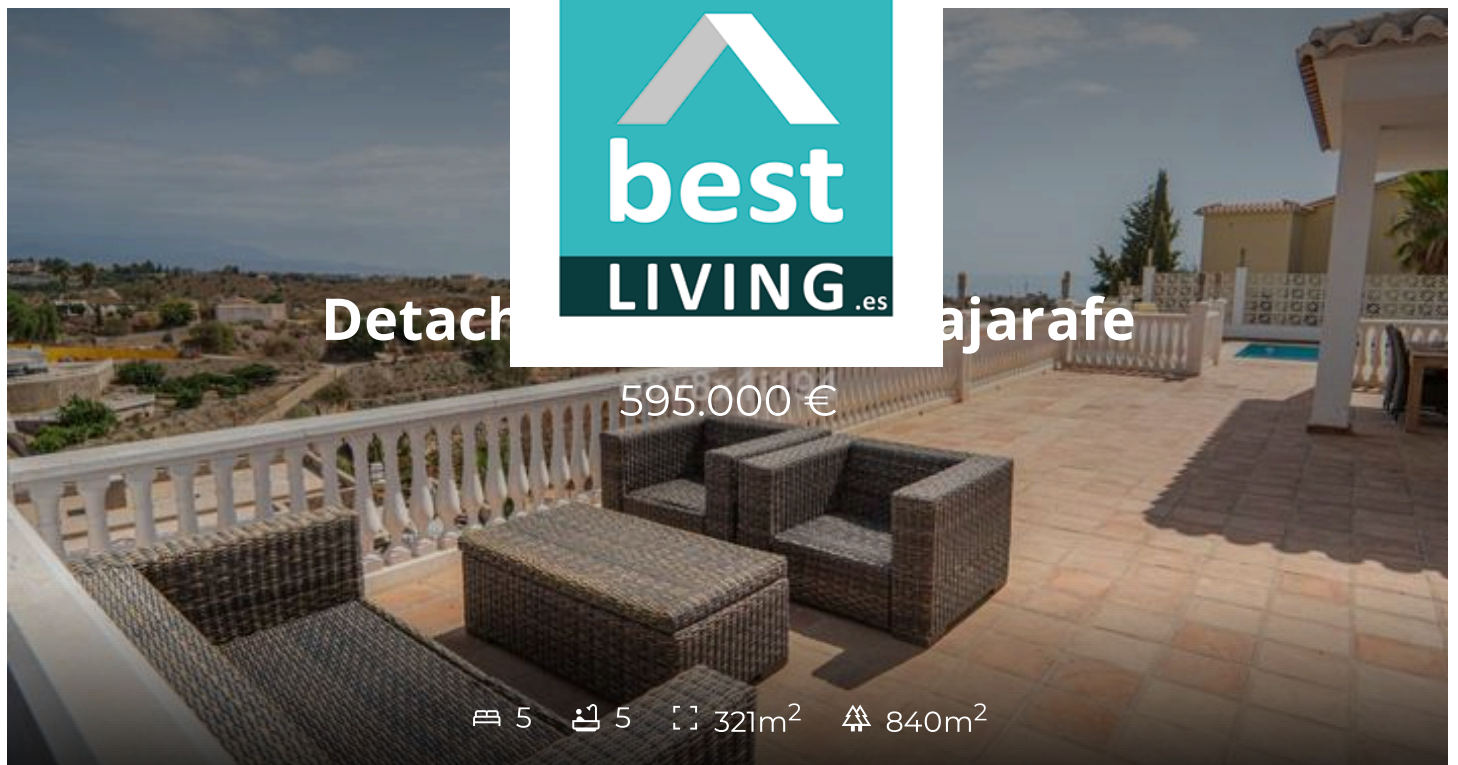 best
LIVING.es
Detach ajarafe
595.000 €
5 5 321m² 840m²